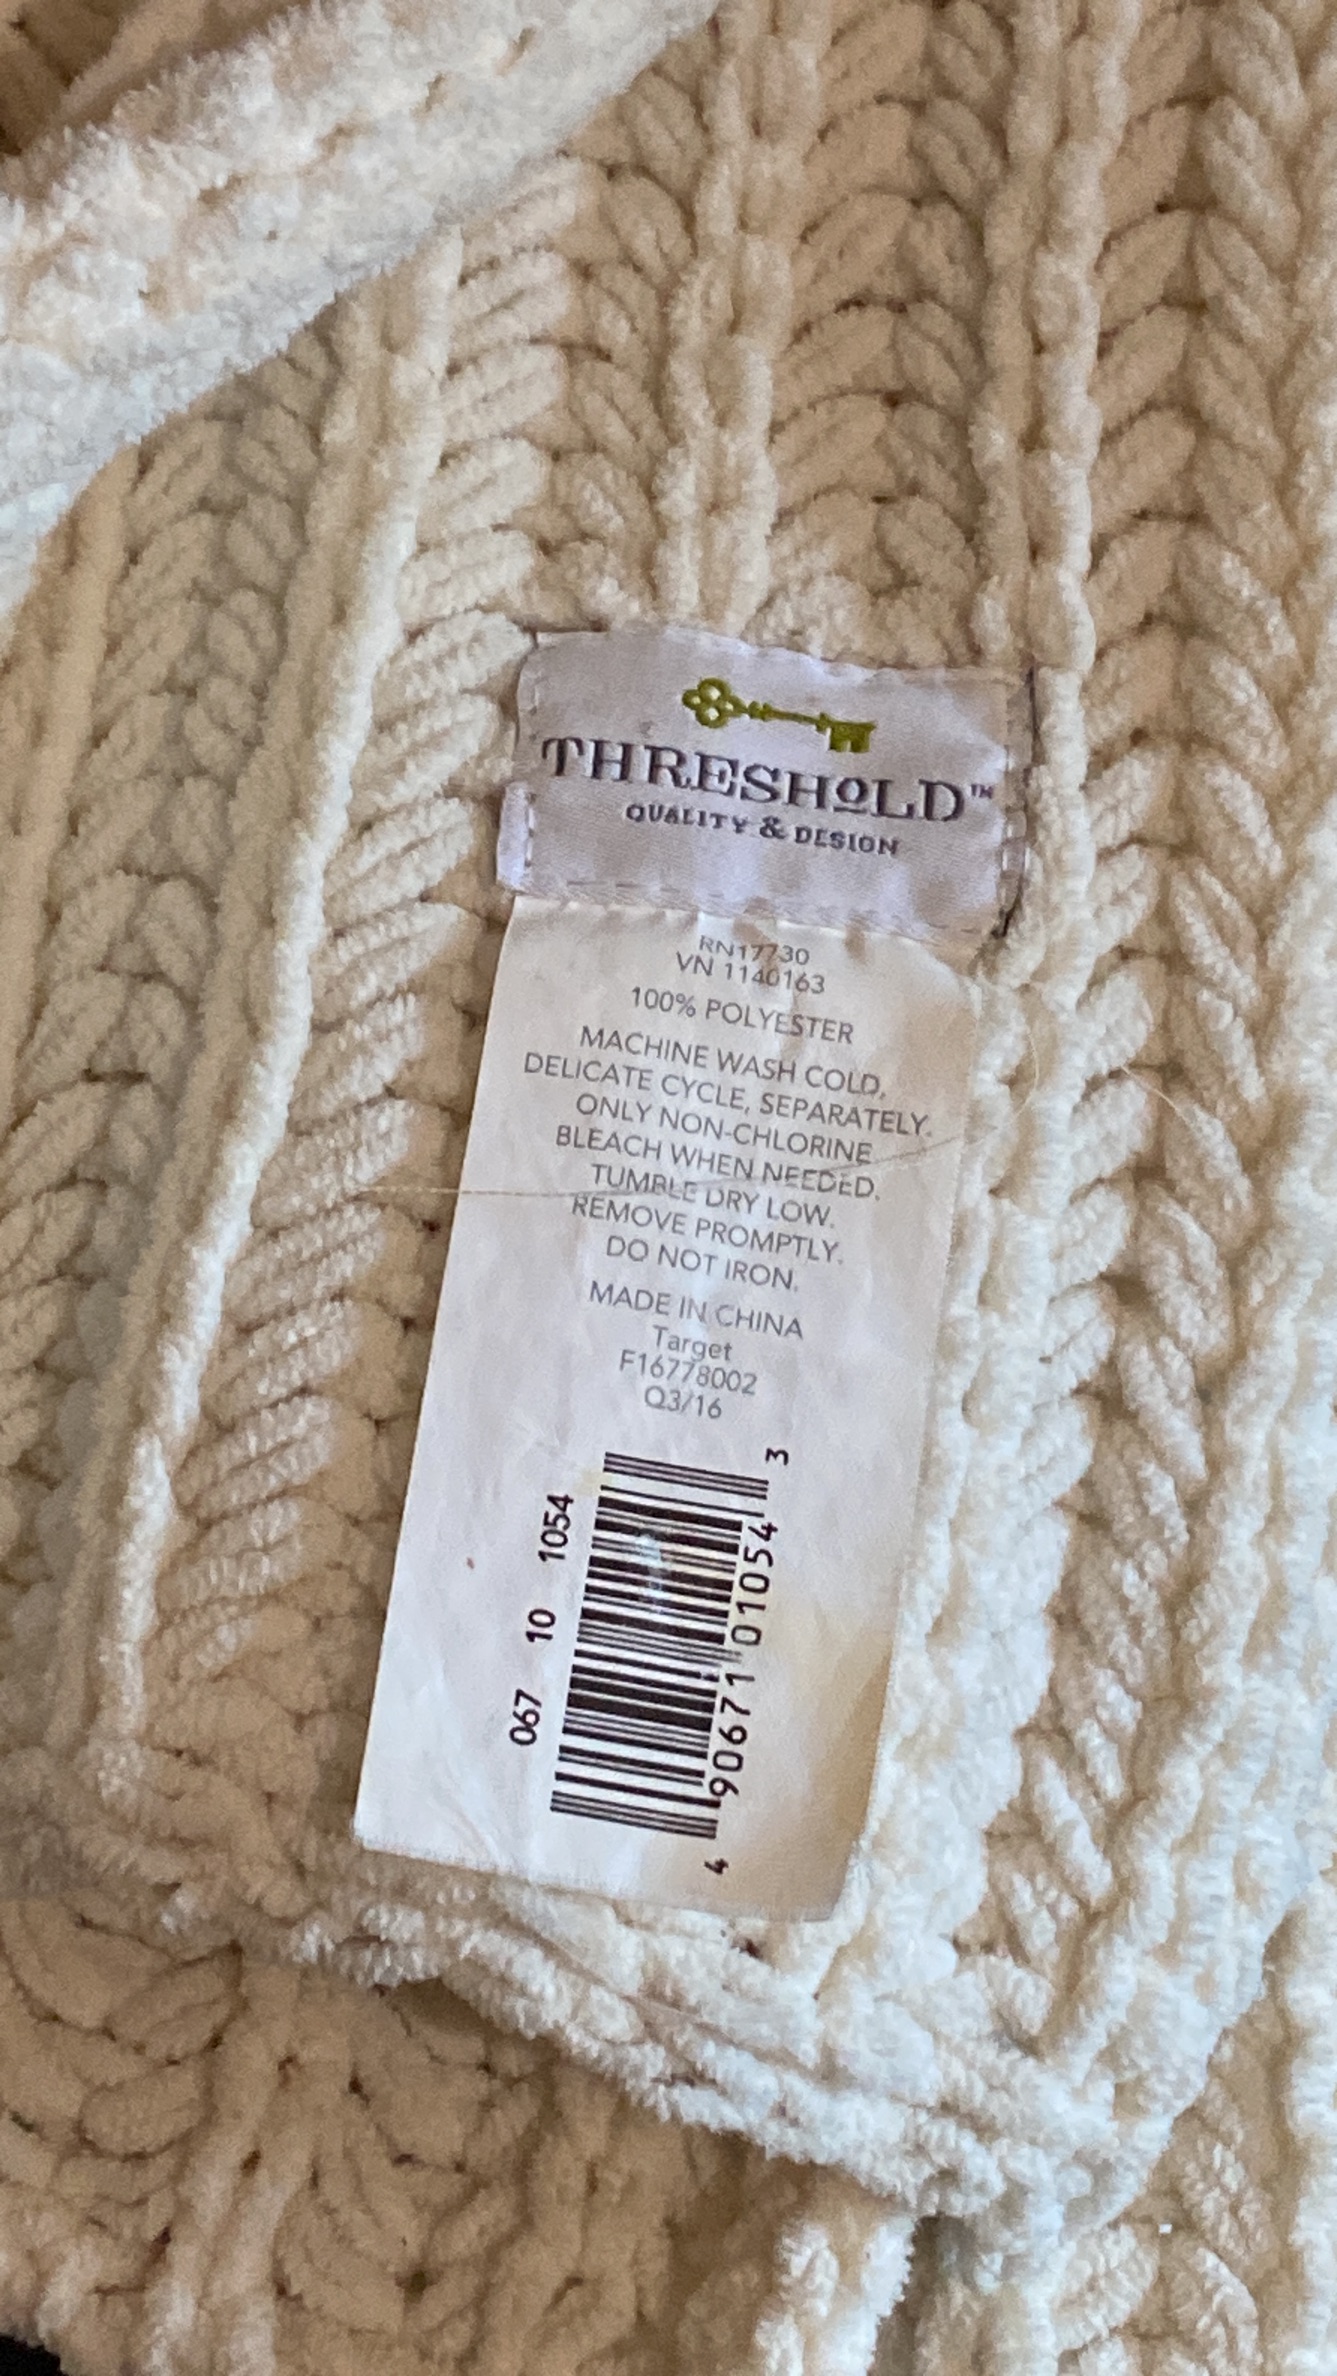 THRESHOLD™
QUALITY & DESIGN
RN17730
VN 1140163
100% POLYESTER
MACHINE WASH COLD,
DELICATE CYCLE, SEPARATELY.
ONLY NON-CHLORINE
BLEACH WHEN NEEDED.
TUMBLE DRY LOW.
REMOVE PROMPTLY.
DO NOT IRON.
MADE IN CHINA
Target
F16778002
Q3/16
067 10 1054
4 90671 01054 3